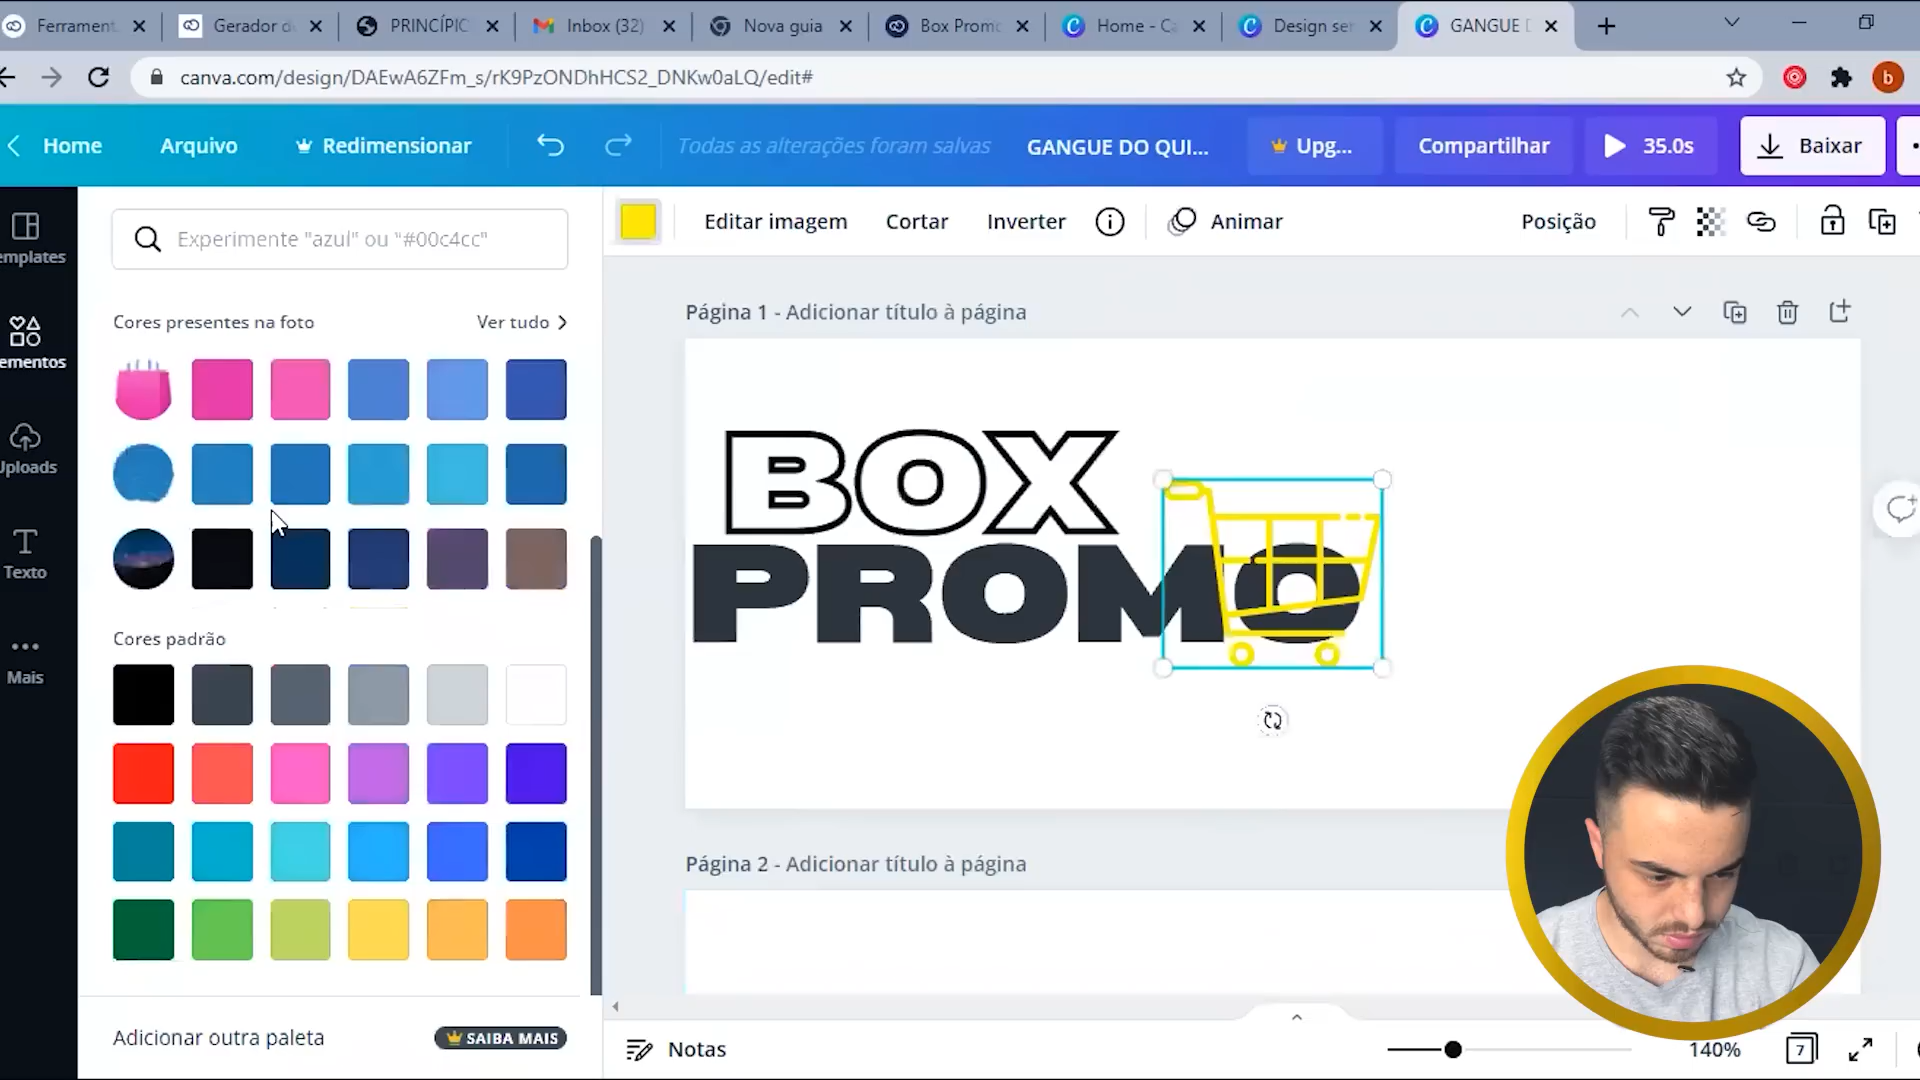 Ferrament
Gerador d
PRINCÍPIC
Inbox (32)
Nova guia
Box Promo
Home - Ca
Design se
GANGUE D
canva.com/design/DAEwA6ZFm_s/rK9PzONDhHCS2_DNKw0aLQ/edit#
b
Home
Arquivo
Redimensionar
Todas as alterações foram salvas
GANGUE DO QUI...
Upg...
Compartilhar
35.0s
Baixar
emplates
ementos
Uploads
Texto
Mais
Experimente "azul" ou "#00c4cc"
Cores presentes na foto
Ver tudo
Cores padrão
Adicionar outra paleta
SAIBA MAIS
Editar imagem
Cortar
Inverter
Animar
Posição
Página 1 - Adicionar título à página
BOX
PROMO
Página 2 - Adicionar título à página
Notas
140%
7